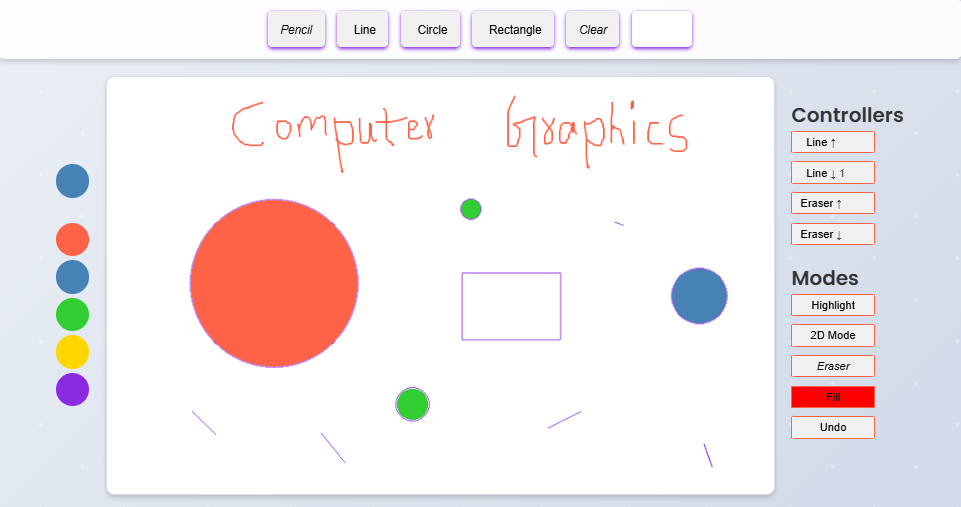 Pencil Line Circle Rectangle Clear
Computer Graphics
Controllers
Line ↑
Line ↓ 1
Eraser ↑
Eraser ↓
Modes
Highlight
2D Mode
Eraser
Fill
Undo